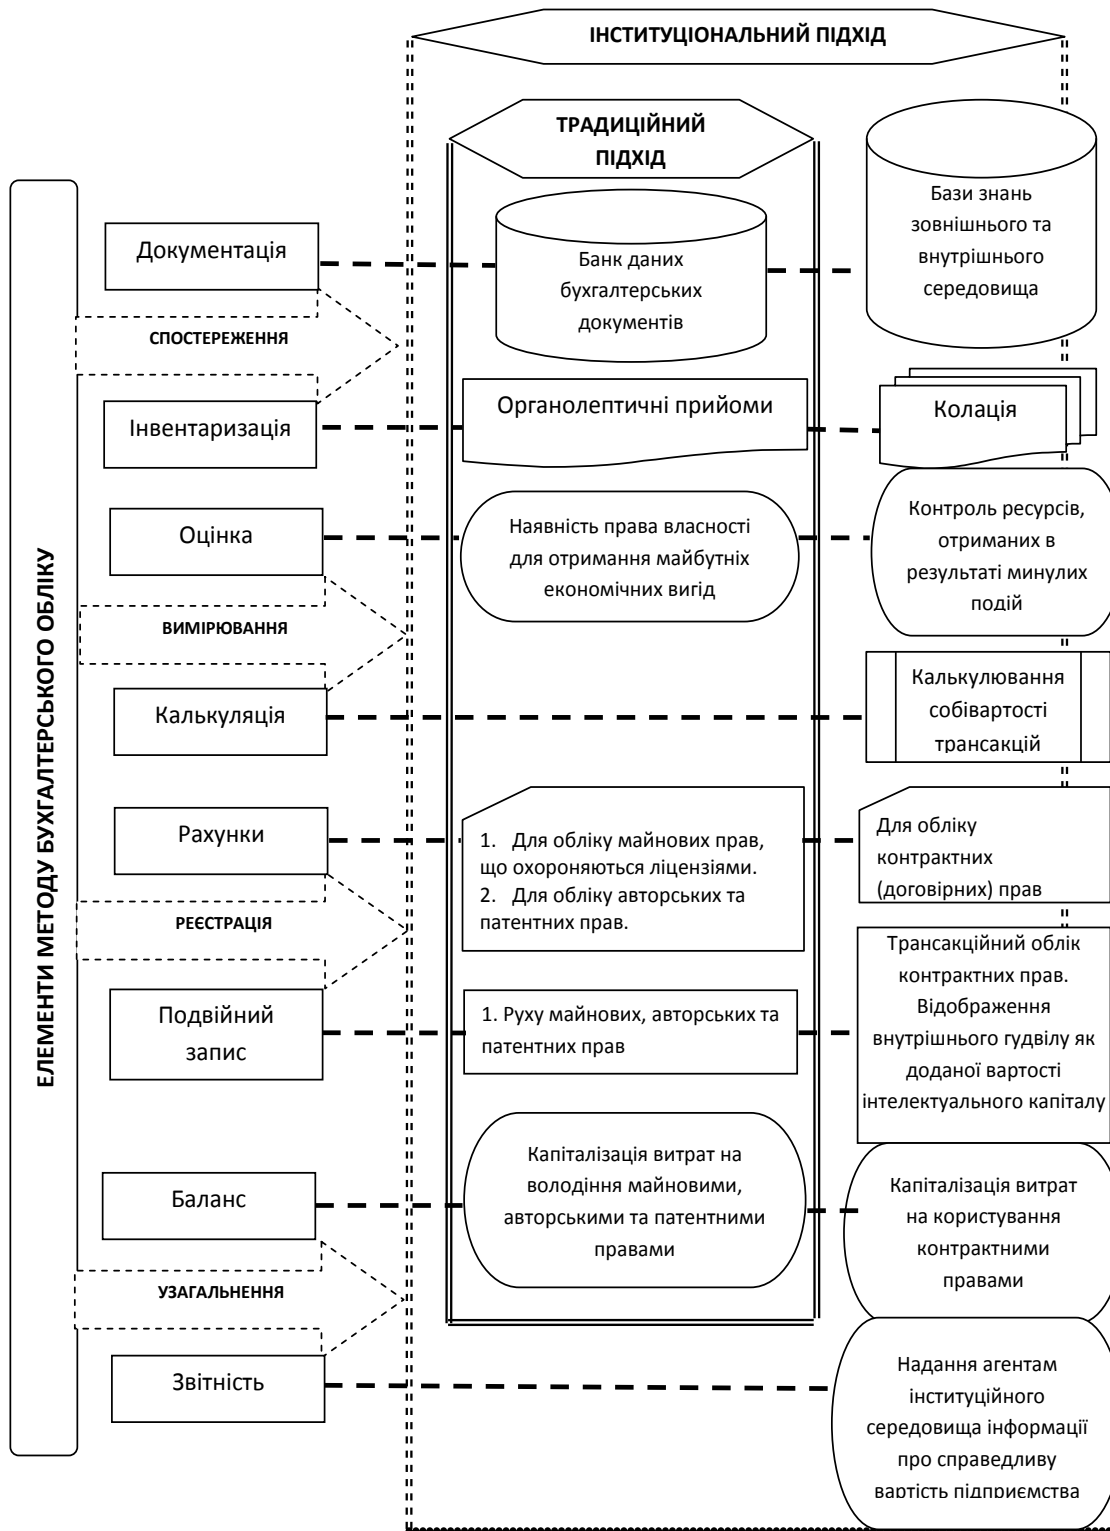 ІНСТИТУЦІОНАЛЬНИЙ ПІДХІД
ТРАДИЦІЙНИЙ
ПІДХІД
ЕЛЕМЕНТИ МЕТОДУ БУХГАЛТЕРСЬКОГО ОБЛІКУ
Документація
Банк даних
бухгалтерських
документів
Бази знань
зовнішнього та
внутрішнього
середовища
СПОСТЕРЕЖЕННЯ
Інвентаризація
Органолептичні прийоми
Колація
Оцінка
Наявність права власності
для отримання майбутніх
економічних вигід
Контроль ресурсів,
отриманих в
результаті минулих
подій
ВИМІРЮВАННЯ
Калькуляція
Калькулювання
собівартості
трансакцій
Рахунки
1. Для обліку майнових прав,
що охороняються ліцензіями.
2. Для обліку авторських та
патентних прав.
Для обліку
контрактних
(договірних) прав
РЕЄСТРАЦІЯ
Подвійний
запис
1. Руху майнових, авторських та
патентних прав
Трансакційний облік
контрактних прав.
Відображення
внутрішнього гудвілу як
доданої вартості
інтелектуального капіталу
Баланс
Капіталізація витрат на
володіння майновими,
авторськими та патентними
правами
Капіталізація витрат
на користування
контрактними
правами
УЗАГАЛЬНЕННЯ
Звітність
Надання агентам
інституційного
середовища інформації
про справедливу
вартість підприємства